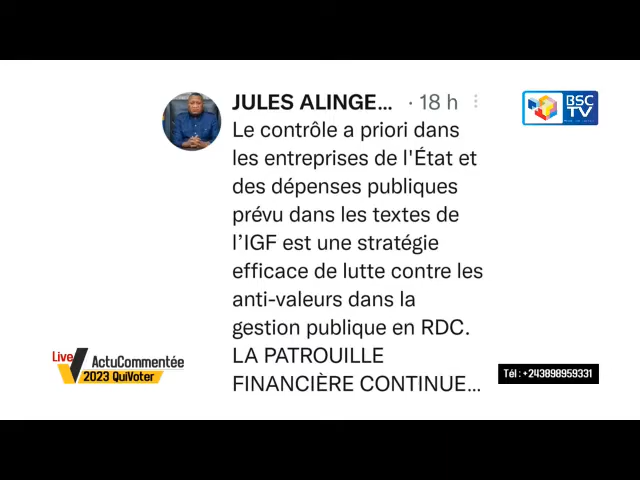 JULES ALINGE... · 18 h
Le contrôle a priori dans
les entreprises de l'État et
des dépenses publiques
prévu dans les textes de
l’IGF est une stratégie
efficace de lutte contre les
anti-valeurs dans la
gestion publique en RDC.
LA PATROUILLE
FINANCIÈRE CONTINUE...
BSC
TV
Live
ActuCommentée
2023 QuiVoter
Tél : +243898959331